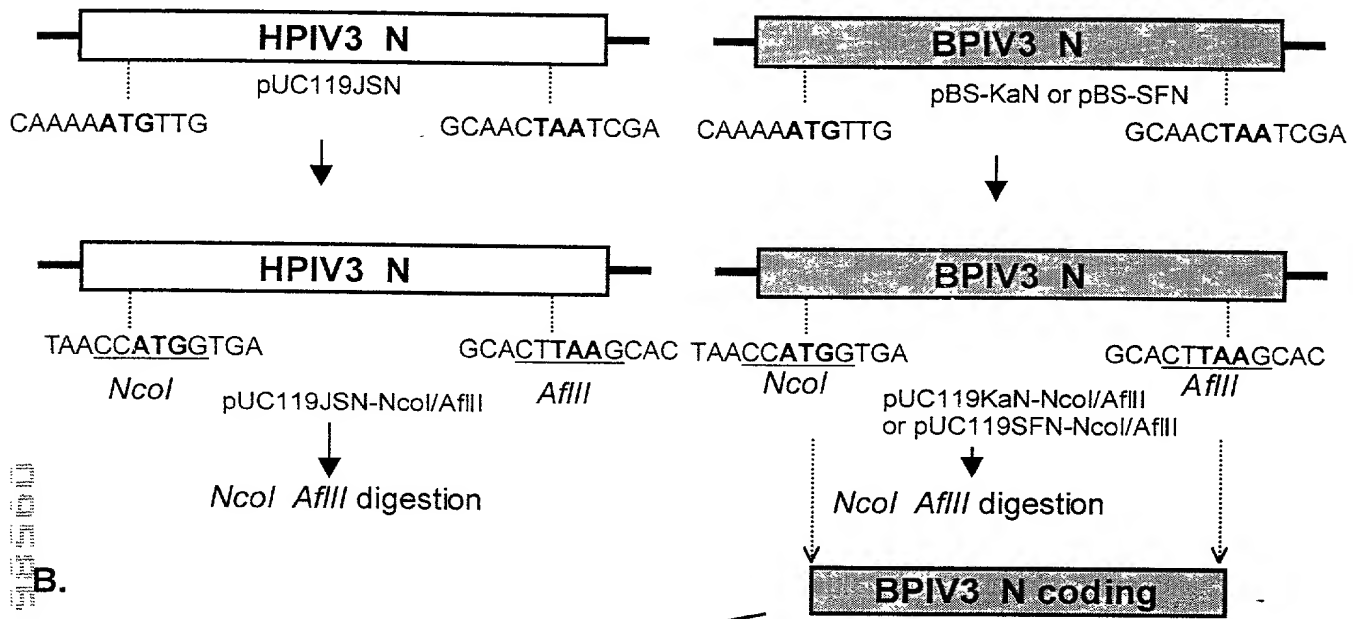 HPIV3 N
pUC119JSN
CAAAAATGTTG
GCAACTAATCGA
BPIV3 N
pBS-KaN or pBS-SFN
CAAAAATGTTG
GCAACTAATCGA
HPIV3 N
TAACCATGGTGA
NcoI
GCACTTAAGCAC
AflII
pUC119JSN-NcoI/AflII
NcoI AflII digestion
BPIV3 N
TAACCATGGTGA
NcoI
GCACTTAAGCAC
AflII
pUC119KaN-NcoI/AflII
or pUC119SFN-NcoI/AflII
NcoI AflII digestion
B.
BPIV3 N coding